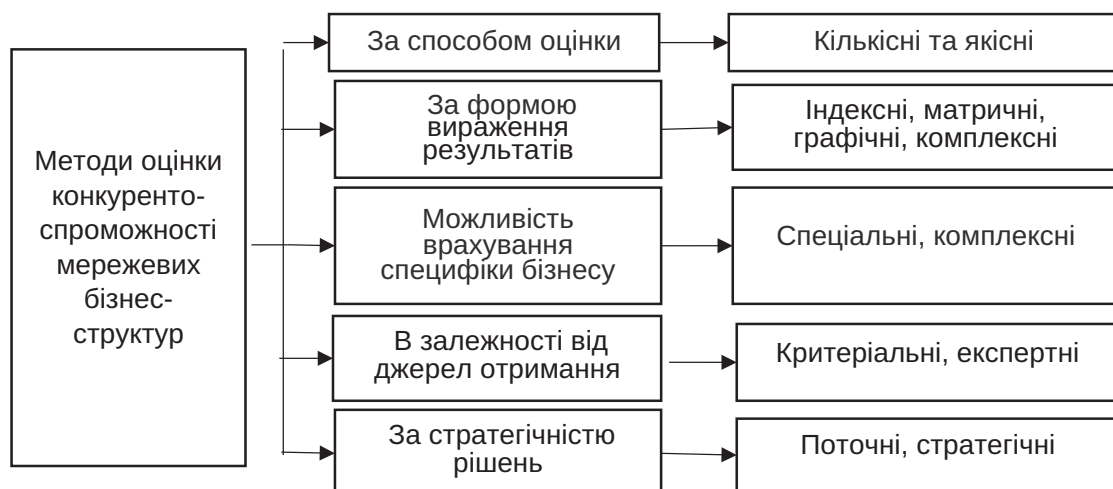 Методи оцінки
конкуренто-
спроможності
мережевих
бізнес-
структур
За способом оцінки
Кількісні та якісні
За формою
вираження
результатів
Індексні, матричні,
графічні, комплексні
Можливість
врахування
специфіки бізнесу
Спеціальні, комплексні
В залежності від
джерел отримання
Критеріальні, експертні
За стратегічністю
рішень
Поточні, стратегічні